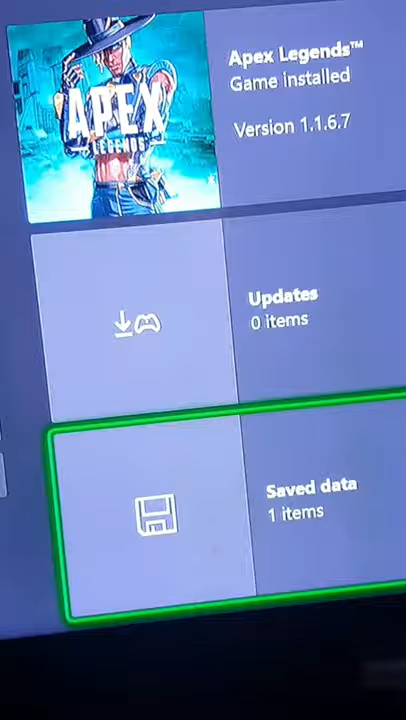 APEX
LEGENDS
Apex Legends™
Game installed
Version 1.1.6.7
Updates
0 items
Saved data
1 items